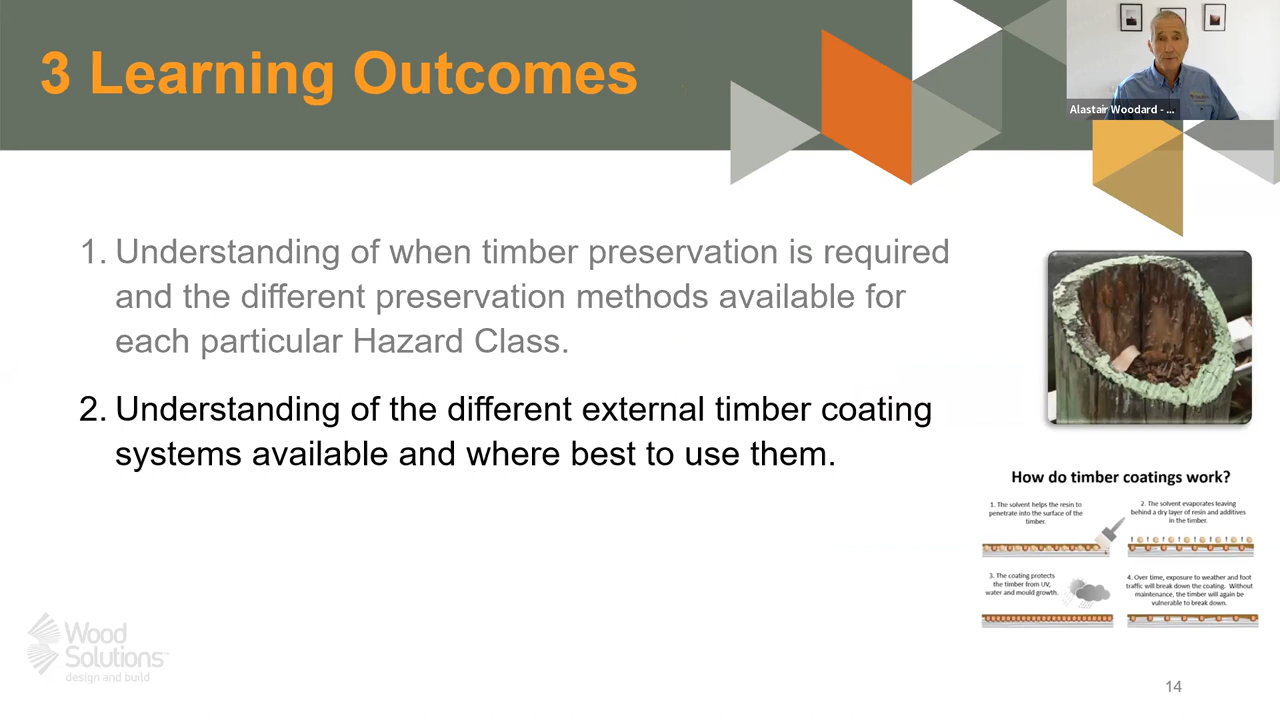 3 Learning Outcomes
Alastair Woodard - ...
1. Understanding of when timber preservation is required
and the different preservation methods available for
each particular Hazard Class.
2. Understanding of the different external timber coating
systems available and where best to use them.
How do timber coatings work?
1. The solvent helps the resin to
penetrate into the surface of the
timber.
2. The solvent evaporates leaving
behind a dry layer of resin and additives
in the timber.
3. The coating protects
the timber from UV,
water and mould growth.
4. Over time, exposure to weather and foot
traffic will break down the coating. Without
maintenance, the timber will again be
vulnerable to break down.
Wood
Solutions™
design and build
14